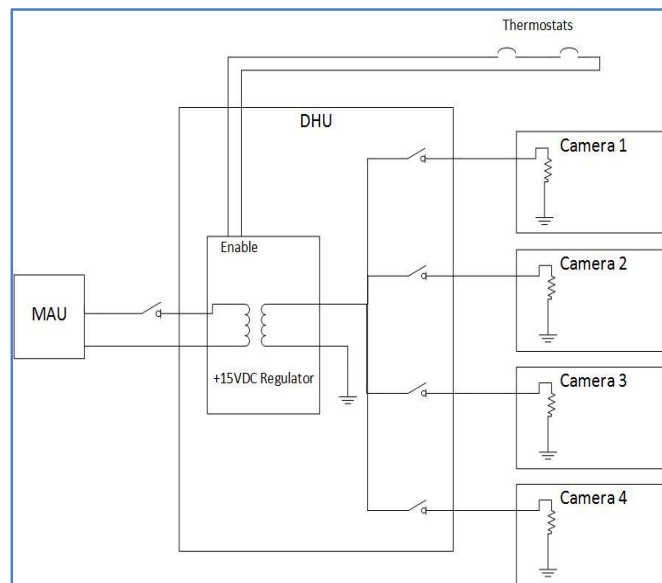 Thermostats
DHU
Camera 1
Enable
Camera 2
MAU
+15VDC Regulator
Camera 3
Camera 4